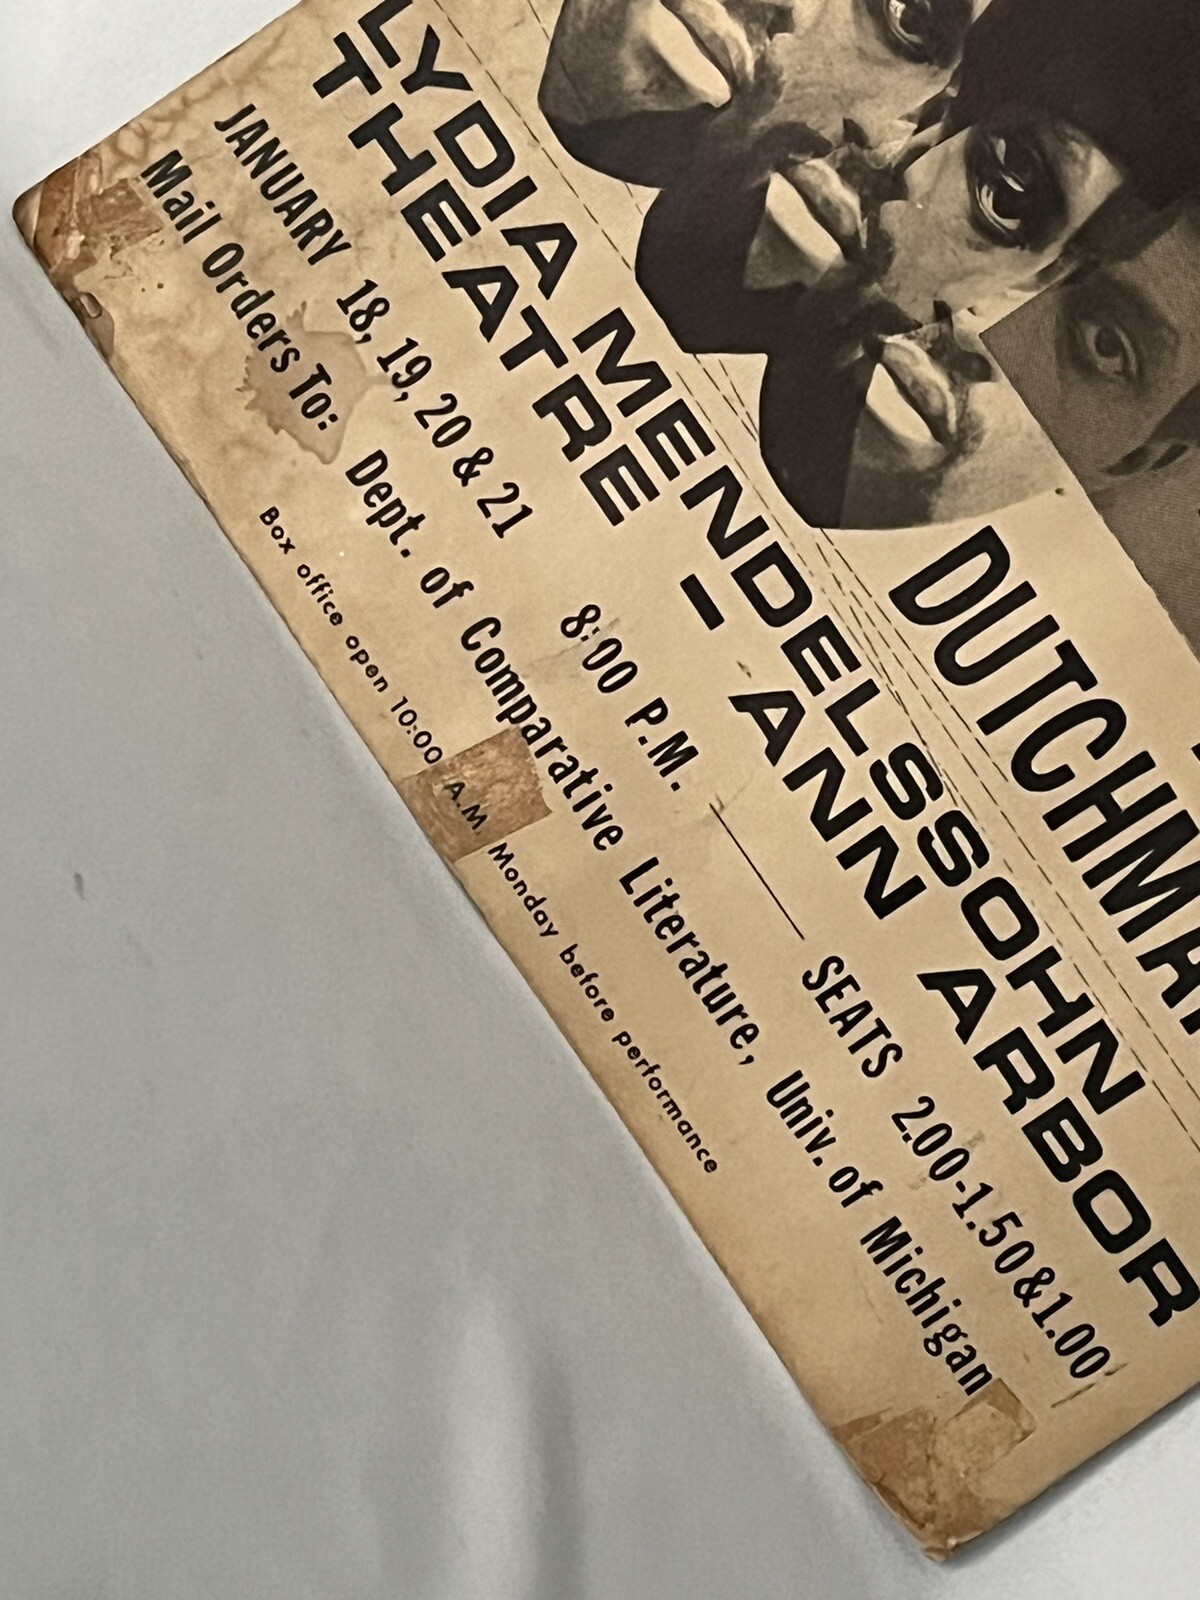 DUTCHMA
LYDIA MENDELSSOHN
THEATRE – ANN ARBOR
JANUARY 18, 19, 20 & 21 8:00 P.M. — SEATS 2.00-1.50 & 1.00
Mail Orders To: Dept. of Comparative Literature, Univ. of Michigan
Box office open 10:00 A.M. Monday before performance